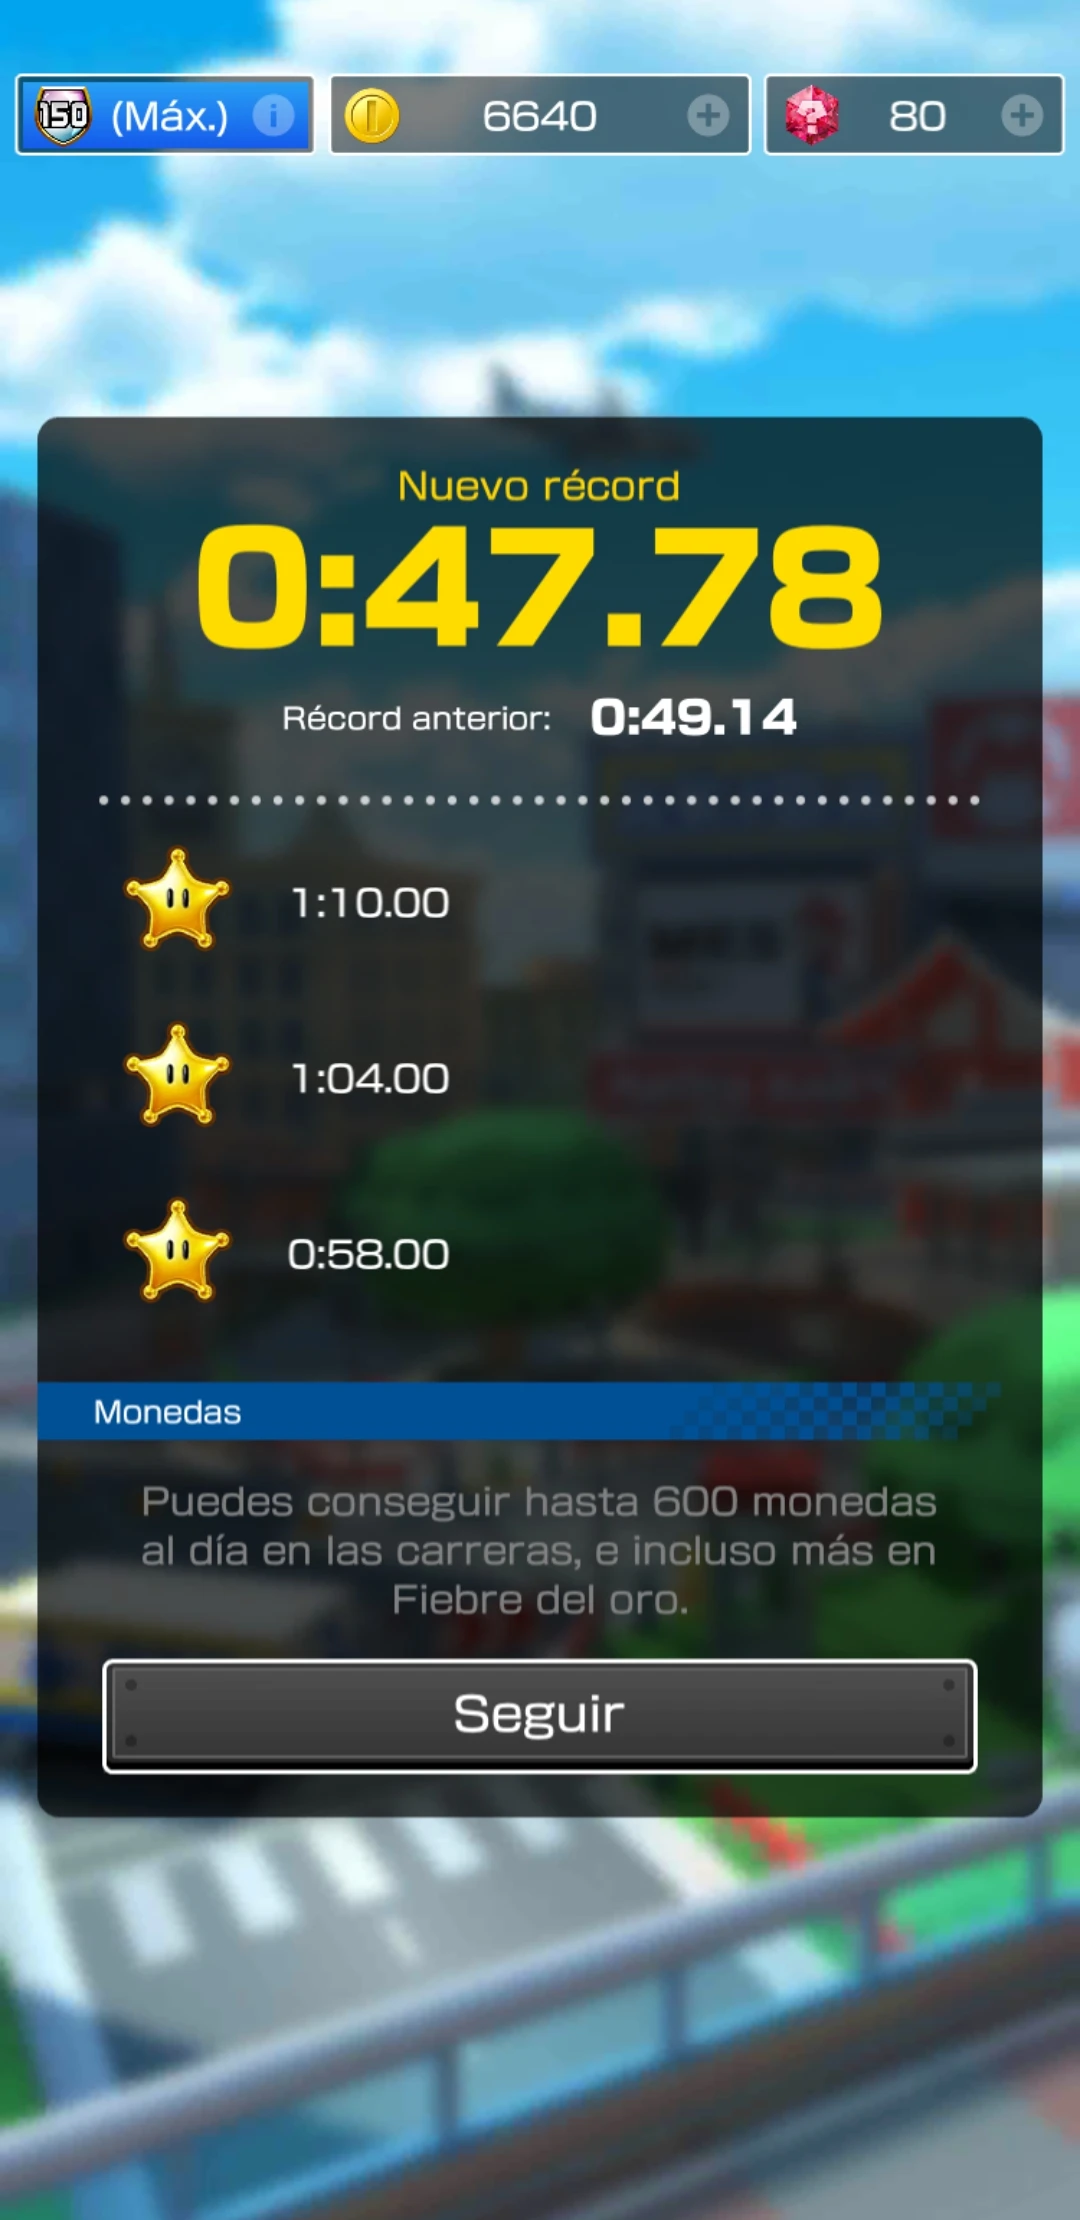 150 (Máx.) i 6640 + 80 +
Nuevo récord
0:47.78
Récord anterior: 0:49.14
1:10.00
1:04.00
0:58.00
Monedas
Puedes conseguir hasta 600 monedas
al día en las carreras, e incluso más en
Fiebre del oro.
Seguir